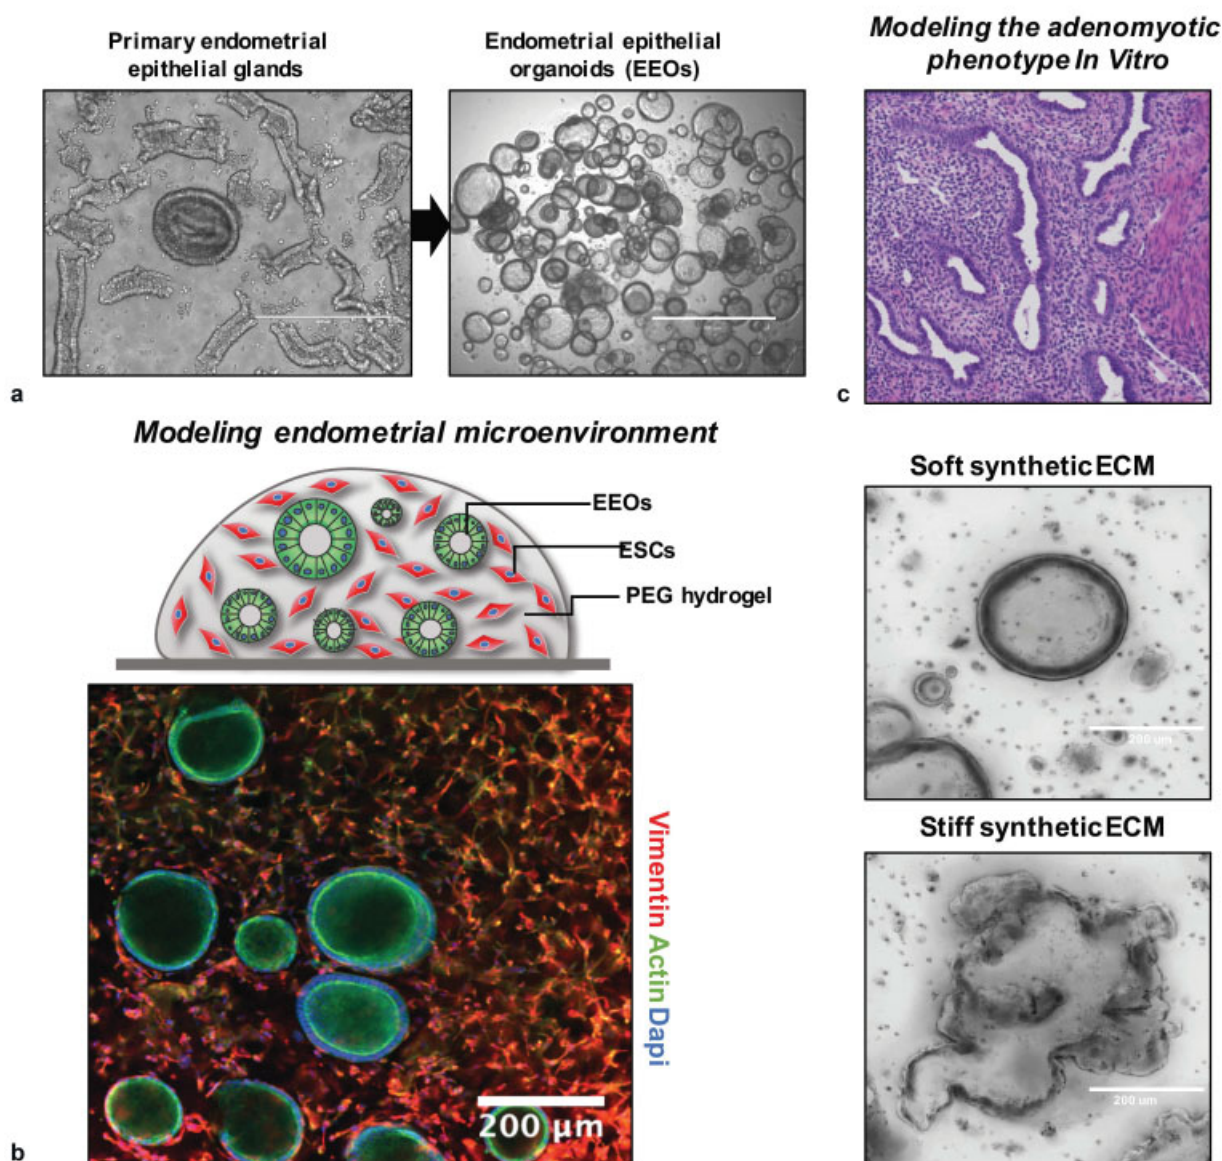 Primary endometrial
epithelial glands
Endometrial epithelial
organoids (EEOs)
a
Modeling endometrial microenvironment
EEOs
ESCs
PEG hydrogel
Vimentin Actin Dapi
200 µm
b
Modeling the adenomyotic
phenotype In Vitro
c
Soft synthetic ECM
200 um
Stiff synthetic ECM
200 um